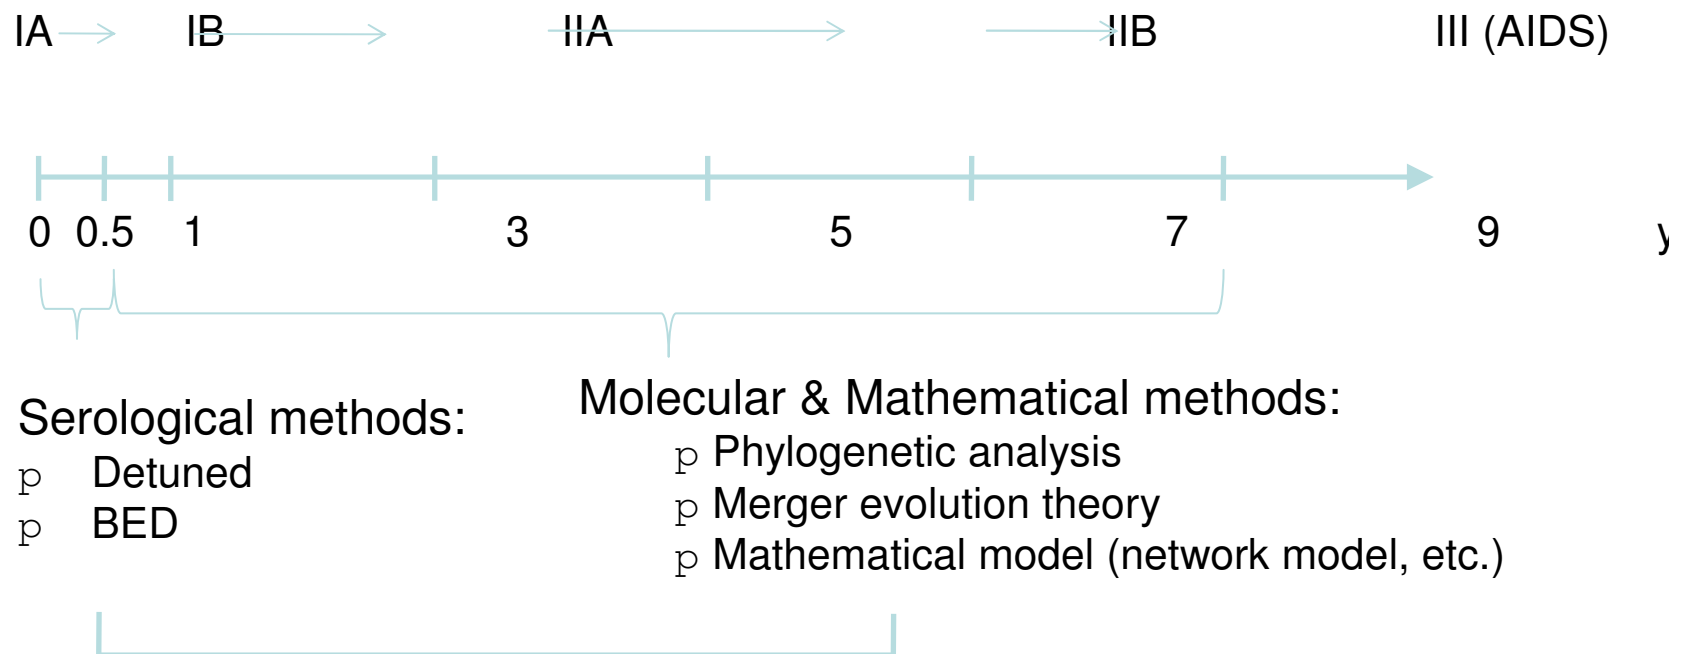 IA IB IIA IIB III (AIDS)
0 0.5 1 3 5 7 9 y
Molecular & Mathematical methods:
Serological methods:
p Phylogenetic analysis
p Detuned
p Merger evolution theory
p BED
p Mathematical model (network model, etc.)